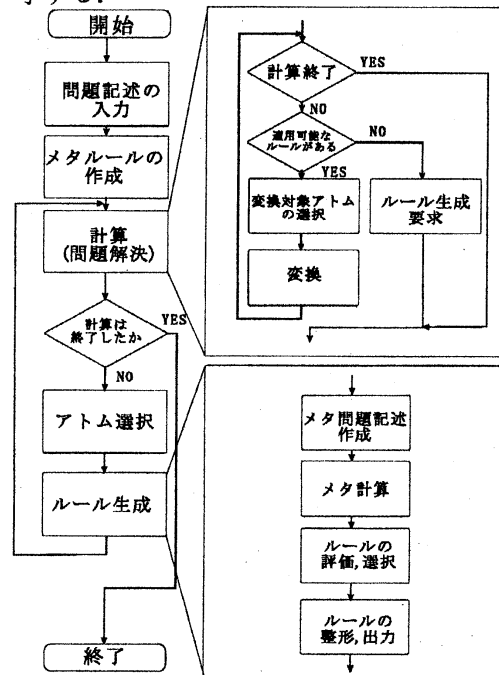 行する.
開始
問題記述の
入力
メタルールの
作成
計算
(問題解決)
計算は
終了したか
YES
NO
アトム選択
ルール生成
終了
計算終了
YES
NO
適用可能な
ルールがある
NO
YES
変換対象アトム
の選択
ルール生成
要求
変換
メタ問題記述
作成
メタ計算
ルールの
評価,選択
ルールの
整形,出力